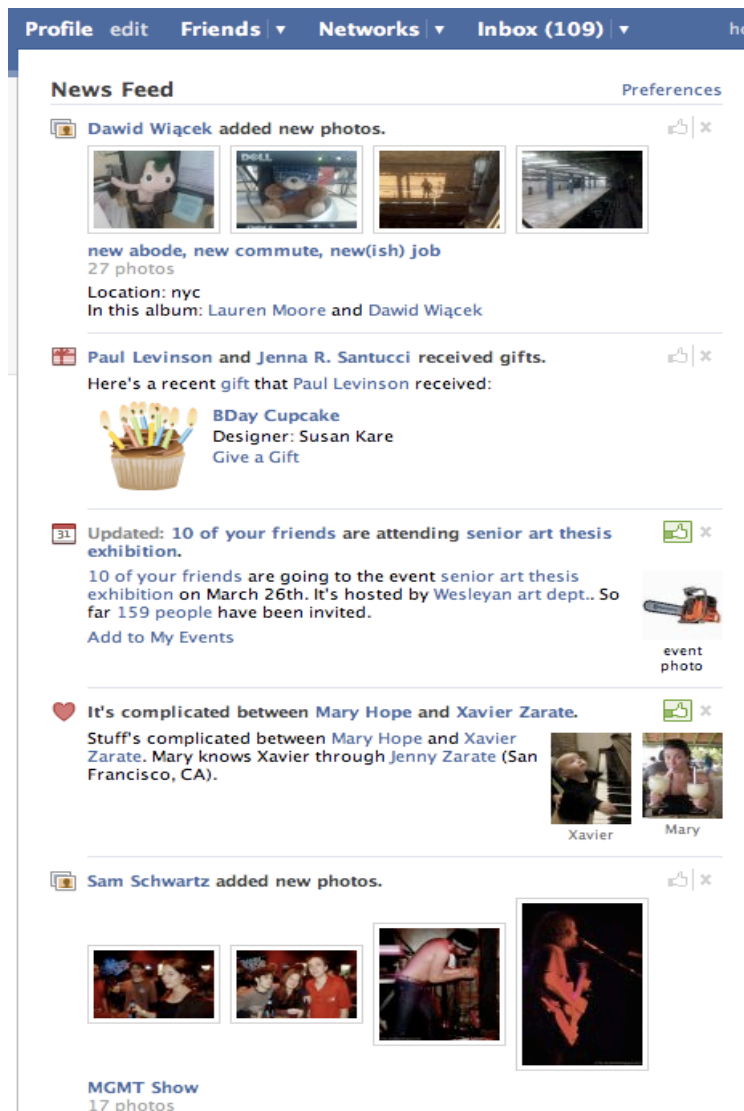 Profile edit Friends Networks Inbox (109)
News Feed Preferences
Dawid Wiącek added new photos.
DELL
new abode, new commute, new(ish) job
27 photos
Location: nyc
In this album: Lauren Moore and Dawid Wiącek
Paul Levinson and Jenna R. Santucci received gifts.
Here's a recent gift that Paul Levinson received:
BDay Cupcake
Designer: Susan Kare
Give a Gift
31 Updated: 10 of your friends are attending senior art thesis
exhibition.
10 of your friends are going to the event senior art thesis
exhibition on March 26th. It's hosted by Wesleyan art dept.. So
far 159 people have been invited.
Add to My Events
event
photo
It's complicated between Mary Hope and Xavier Zarate.
Stuff's complicated between Mary Hope and Xavier
Zarate. Mary knows Xavier through Jenny Zarate (San
Francisco, CA).
Xavier
Mary
Sam Schwartz added new photos.
MGMT Show
17 photos